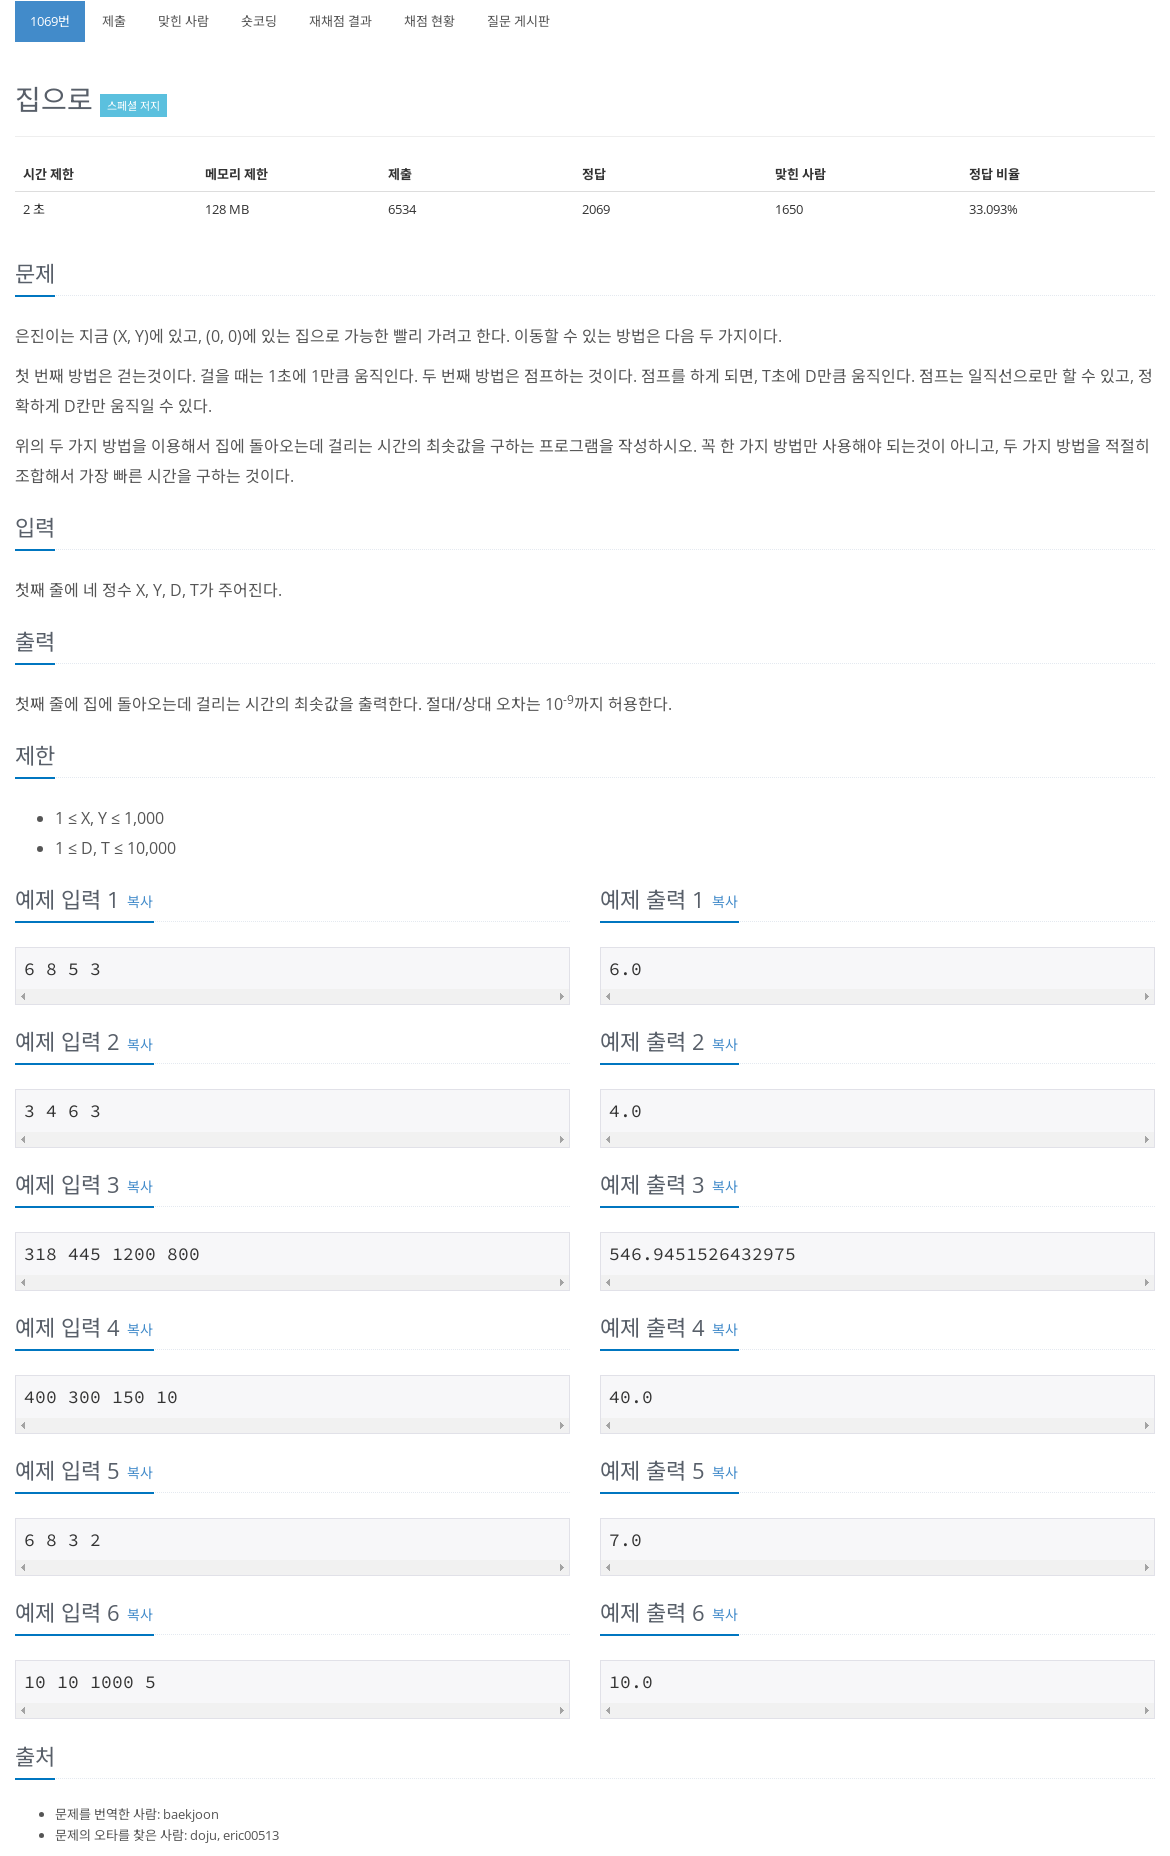 1069번 제출 맞힌 사람 숏코딩 재채점 결과 채점 현황 질문 게시판
집으로 스페셜 저지
시간 제한 메모리 제한 제출 정답 맞힌 사람 정답 비율
2 초 128 MB 6534 2069 1650 33.093%
문제
은진이는 지금 (X, Y)에 있고, (0, 0)에 있는 집으로 가능한 빨리 가려고 한다. 이동할 수 있는 방법은 다음 두 가지이다.
첫 번째 방법은 걷는것이다. 걸을 때는 1초에 1만큼 움직인다. 두 번째 방법은 점프하는 것이다. 점프를 하게 되면, T초에 D만큼 움직인다. 점프는 일직선으로만 할 수 있고, 정
확하게 D칸만 움직일 수 있다.
위의 두 가지 방법을 이용해서 집에 돌아오는데 걸리는 시간의 최솟값을 구하는 프로그램을 작성하시오. 꼭 한 가지 방법만 사용해야 되는것이 아니고, 두 가지 방법을 적절히
조합해서 가장 빠른 시간을 구하는 것이다.
입력
첫째 줄에 네 정수 X, Y, D, T가 주어진다.
출력
첫째 줄에 집에 돌아오는데 걸리는 시간의 최솟값을 출력한다. 절대/상대 오차는 10-9까지 허용한다.
제한
• 1 ≤ X, Y ≤ 1,000
• 1 ≤ D, T ≤ 10,000
예제 입력 1 복사 예제 출력 1 복사
6 8 5 3 6.0
예제 입력 2 복사 예제 출력 2 복사
3 4 6 3 4.0
예제 입력 3 복사 예제 출력 3 복사
318 445 1200 800 546.9451526432975
예제 입력 4 복사 예제 출력 4 복사
400 300 150 10 40.0
예제 입력 5 복사 예제 출력 5 복사
6 8 3 2 7.0
예제 입력 6 복사 예제 출력 6 복사
10 10 1000 5 10.0
출처
• 문제를 번역한 사람: baekjoon
• 문제의 오타를 찾은 사람: doju, eric00513